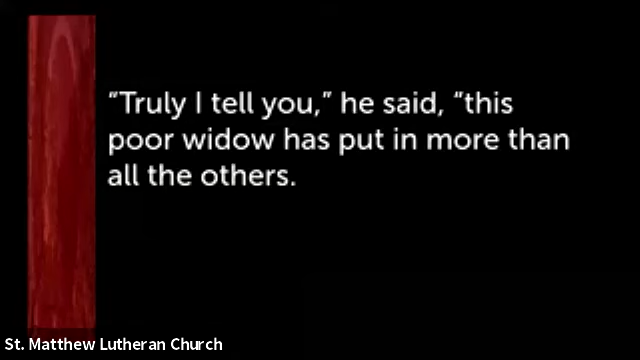 “Truly I tell you,” he said, “this
poor widow has put in more than
all the others.
St. Matthew Lutheran Church